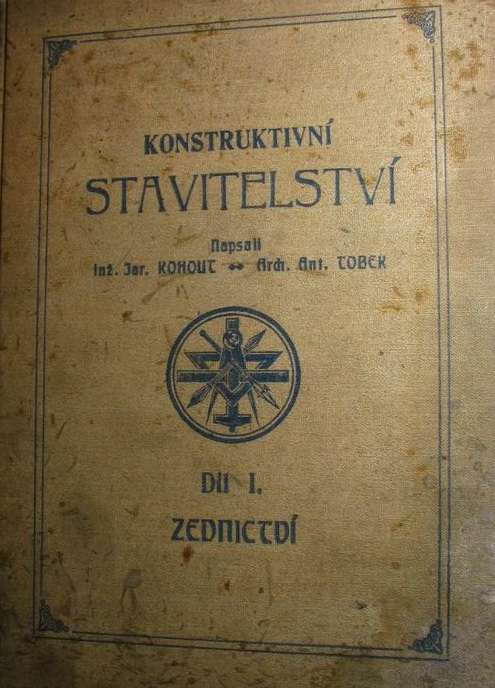 KONSTRUKTIVNÍ
STAVITELSTVÍ
Napsali
Inž. Jar. KOHOUT Arch. Ant. TOBEK
Díl I.
ZEDNICTVÍ